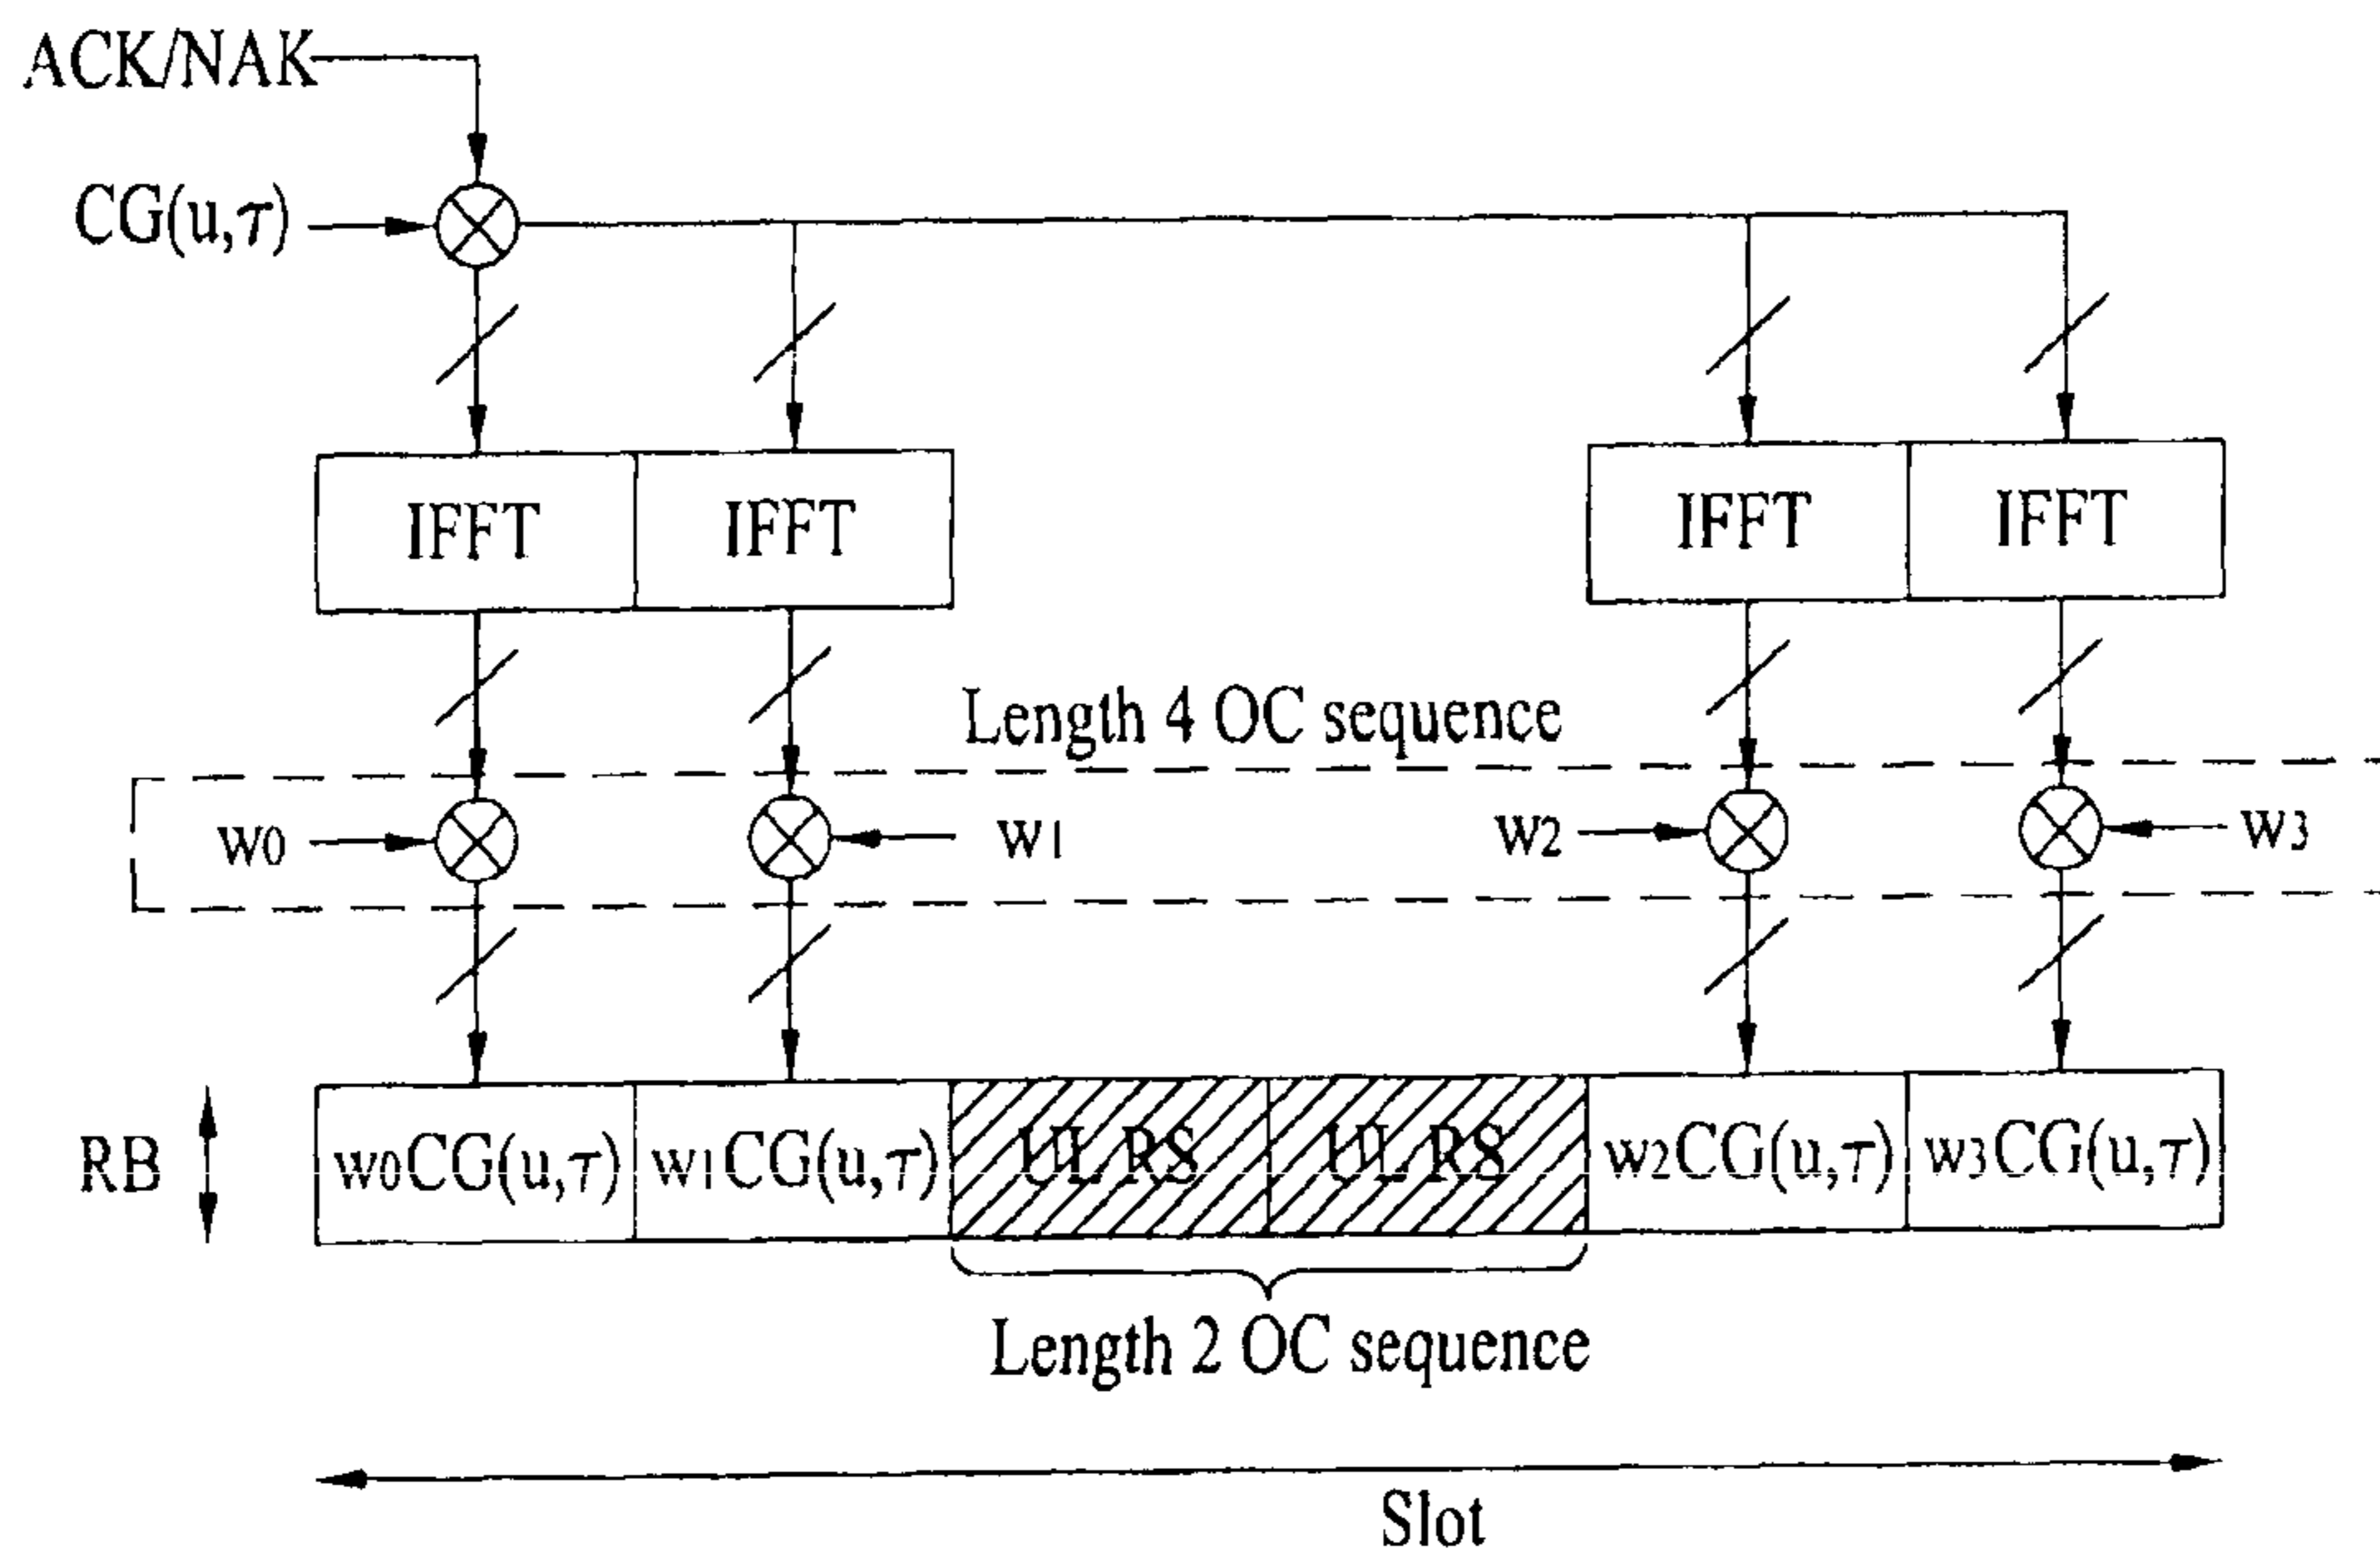 ACK/NAK
CG(u,τ)
IFFT IFFT IFFT IFFT
Length 4 OC sequence
W0 W1 W2 W3
RB
w0CG(u,τ) w1CG(u,τ) UL RS UL RS w2CG(u,τ) w3CG(u,τ)
Length 2 OC sequence
Slot